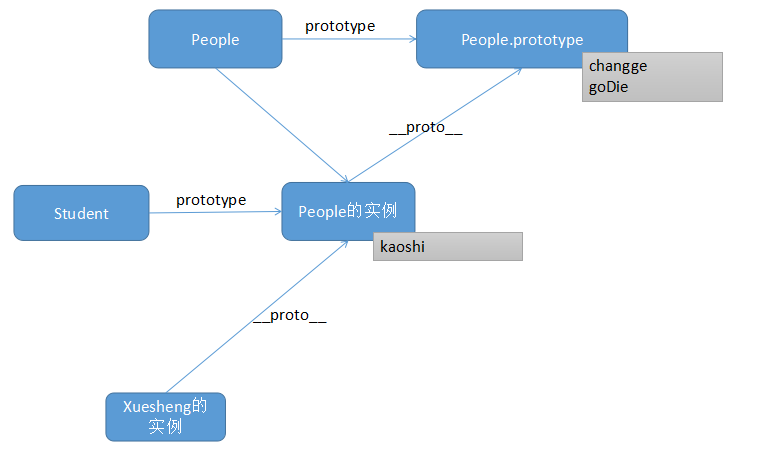 People
prototype
People.prototype
changge
goDie
__proto__
Student
prototype
People的实例
kaoshi
__proto__
Xuesheng的
实例